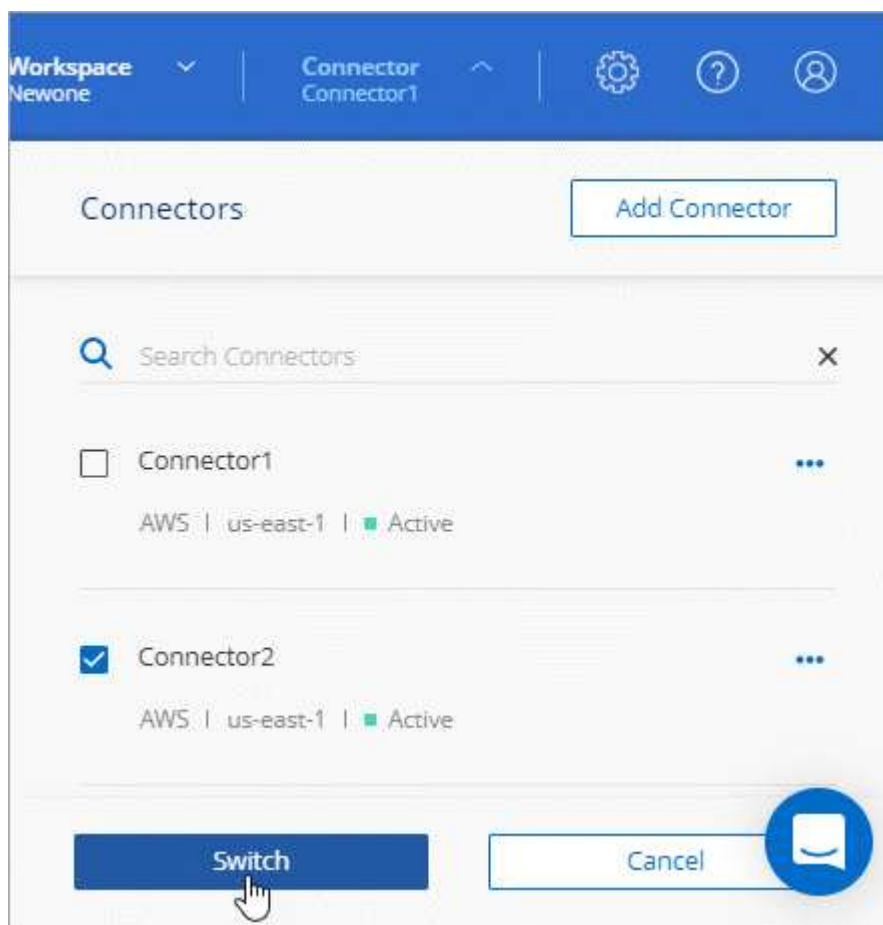 Workspace
Newone
Connector
Connector1
Connectors
Add Connector
Search Connectors
Connector1
AWS | us-east-1 | Active
Connector2
AWS | us-east-1 | Active
Switch
Cancel